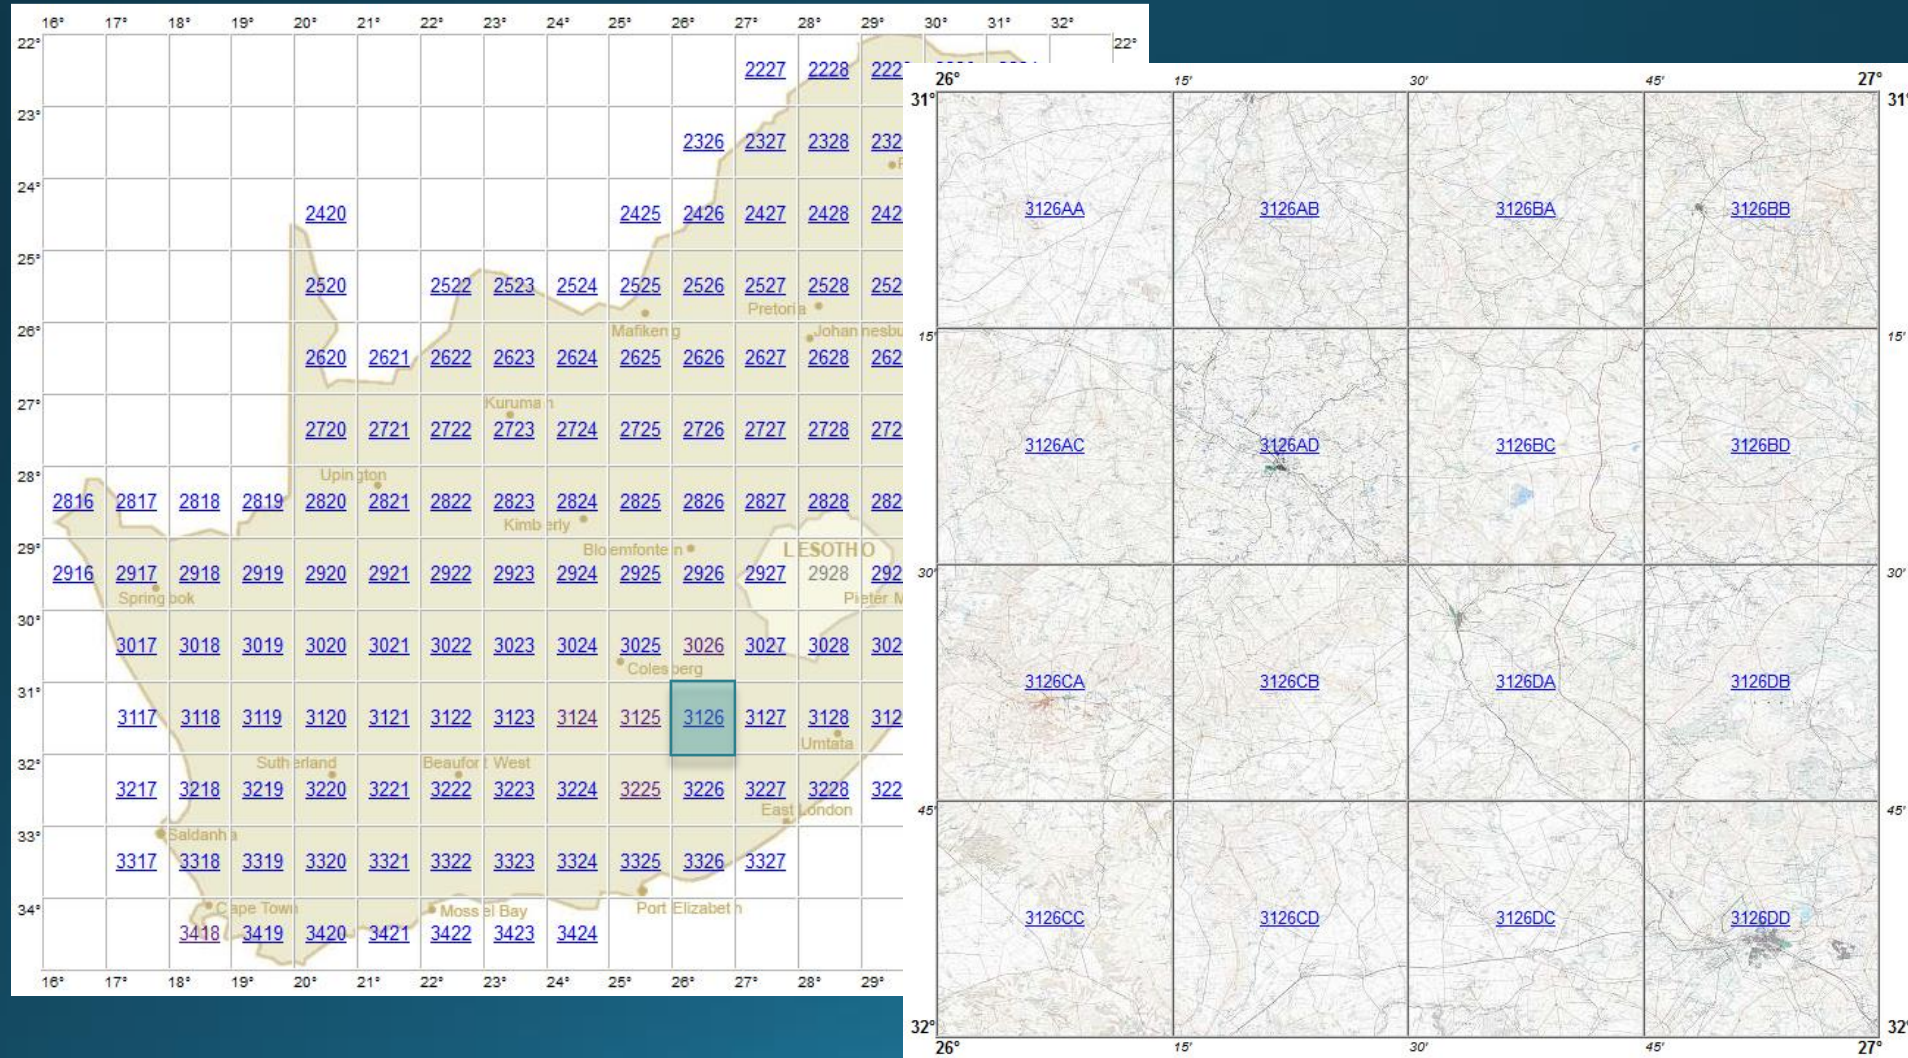 16° 17° 18° 19° 20° 21° 22° 23° 24° 25° 26° 27° 28° 29° 30° 31° 32°
22° 22°
2227 2228
23°
2326 2327 2328
24°
2420 2425 2426 2427 2428
25°
2520 2522 2523 2524 2525 2526 2527 2528
Pretoria
26° Mafikeng Johannesbu
2620 2621 2622 2623 2624 2625 2626 2627 2628
27° Kuruman
2720 2721 2722 2723 2724 2725 2726 2727 2728
28° Upington
2816 2817 2818 2819 2820 2821 2822 2823 2824 2825 2826 2827 2828
Kimberly
29° Bloemfontein LESOTHO
2916 2917 2918 2919 2920 2921 2922 2923 2924 2925 2926 2927 2928
Springbok Pieter M
30°
3017 3018 3019 3020 3021 3022 3023 3024 3025 3026 3027 3028
Colesberg
31°
3117 3118 3119 3120 3121 3122 3123 3124 3125 3126 3127 3128
Umtata
32° Sutherland Beaufort West
3217 3218 3219 3220 3221 3222 3223 3224 3225 3226 3227 3228
East London
33° Saldanha
3317 3318 3319 3320 3321 3322 3323 3324 3325 3326 3327
34° Cape Town Mossel Bay Port Elizabeth
3418 3419 3420 3421 3422 3423 3424
16° 17° 18° 19° 20° 21° 22° 23° 24° 25° 26° 27° 28° 29°
26° 15' 30' 45' 27°
31° 31°
3126AA 3126AB 3126BA 3126BB
15' 15'
3126AC 3126AD 3126BC 3126BD
30' 30'
3126CA 3126CB 3126DA 3126DB
45' 45'
3126CC 3126CD 3126DC 3126DD
32° 32°
26° 15' 30' 45' 27°